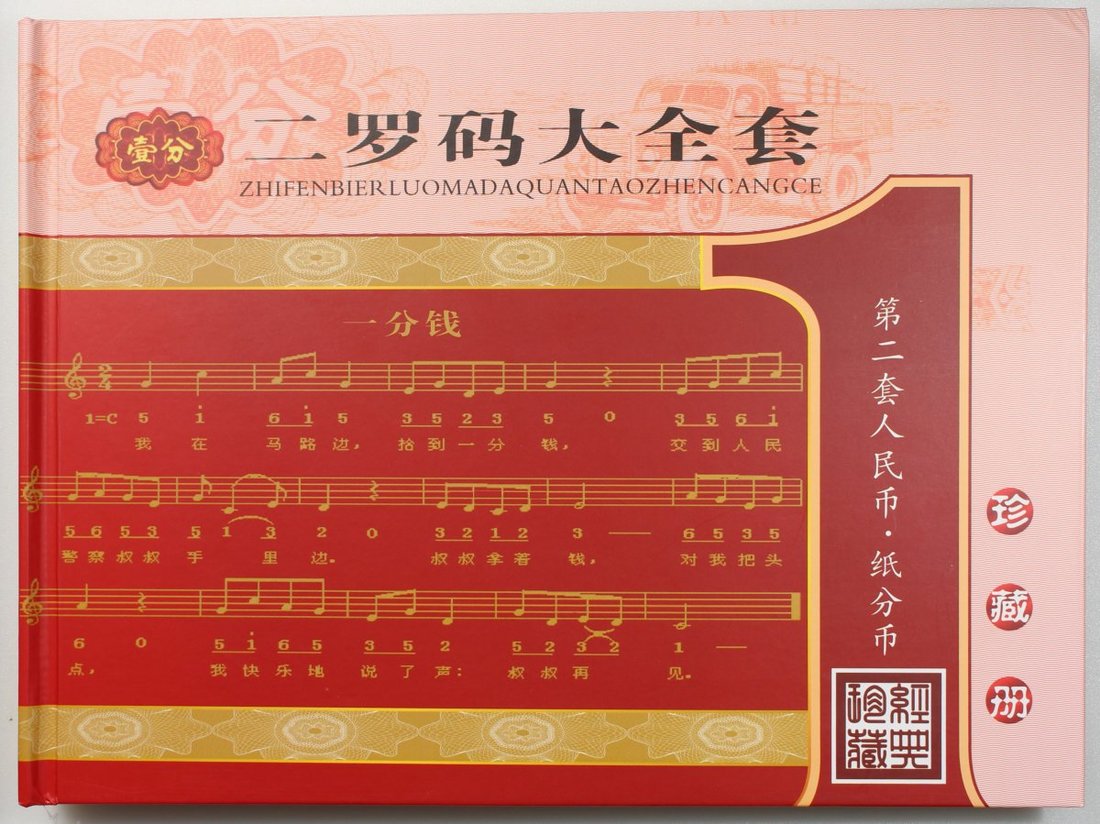 壹分
二罗码大全套
ZHIFENBIERLUOMADAQUANTAOZHENCANGCE
一分钱
2
4
1=C 5 i 6 i 5 3 5 2 3 5 0 3 5 6 i
我在 马路边, 拾到一分钱, 交到人民
5 6 5 3 5 1 3 2 0 3 2 1 2 3 — 6 5 3 5
警察叔叔手里边。 叔叔拿着钱, 对我把头
6 0 5 i 6 5 3 5 2 5 2 3 2 1 —
点, 我快乐地说了声: 叔叔再见。
第二套人民币·纸分币
經典
珍藏
珍藏册